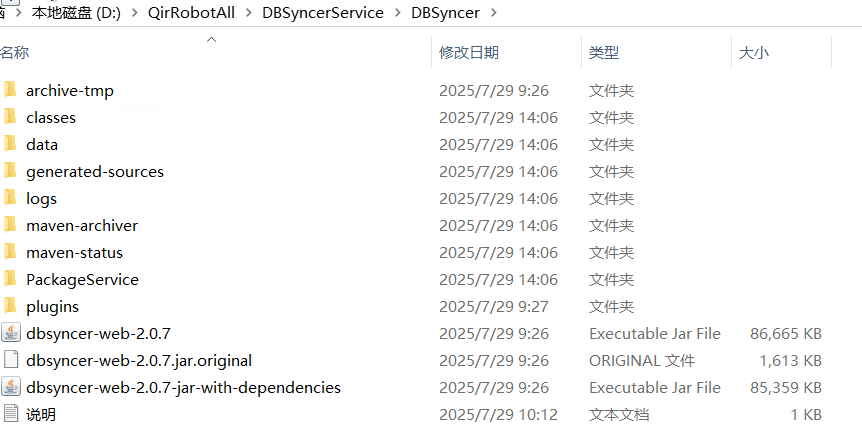 本地磁盘 (D:) > QirRobotAll > DBSyncerService > DBSyncer >
名称 修改日期 类型 大小
archive-tmp 2025/7/29 9:26 文件夹
classes 2025/7/29 14:06 文件夹
data 2025/7/29 14:06 文件夹
generated-sources 2025/7/29 14:06 文件夹
logs 2025/7/29 14:06 文件夹
maven-archiver 2025/7/29 14:06 文件夹
maven-status 2025/7/29 14:06 文件夹
PackageService 2025/7/29 14:06 文件夹
plugins 2025/7/29 9:27 文件夹
dbsyncer-web-2.0.7 2025/7/29 9:26 Executable Jar File 86,665 KB
dbsyncer-web-2.0.7.jar.original 2025/7/29 9:26 ORIGINAL 文件 1,613 KB
dbsyncer-web-2.0.7-jar-with-dependencies 2025/7/29 9:26 Executable Jar File 85,359 KB
说明 2025/7/29 10:12 文本文档 1 KB